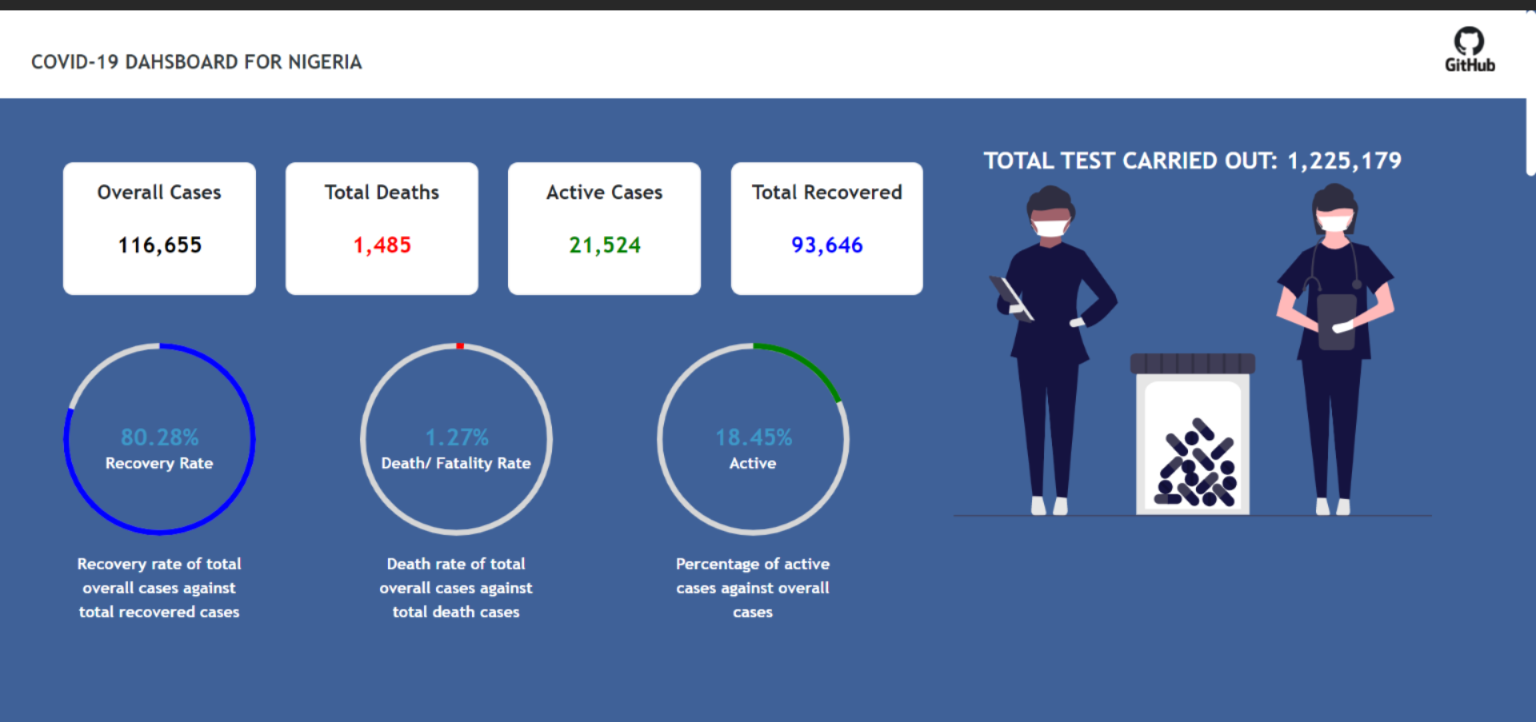 COVID-19 DAHSBOARD FOR NIGERIA
GitHub
Overall Cases
116,655
Total Deaths
1,485
Active Cases
21,524
Total Recovered
93,646
TOTAL TEST CARRIED OUT: 1,225,179
80.28%
Recovery Rate
Recovery rate of total
overall cases against
total recovered cases
1.27%
Death/ Fatality Rate
Death rate of total
overall cases against
total death cases
18.45%
Active
Percentage of active
cases against overall
cases